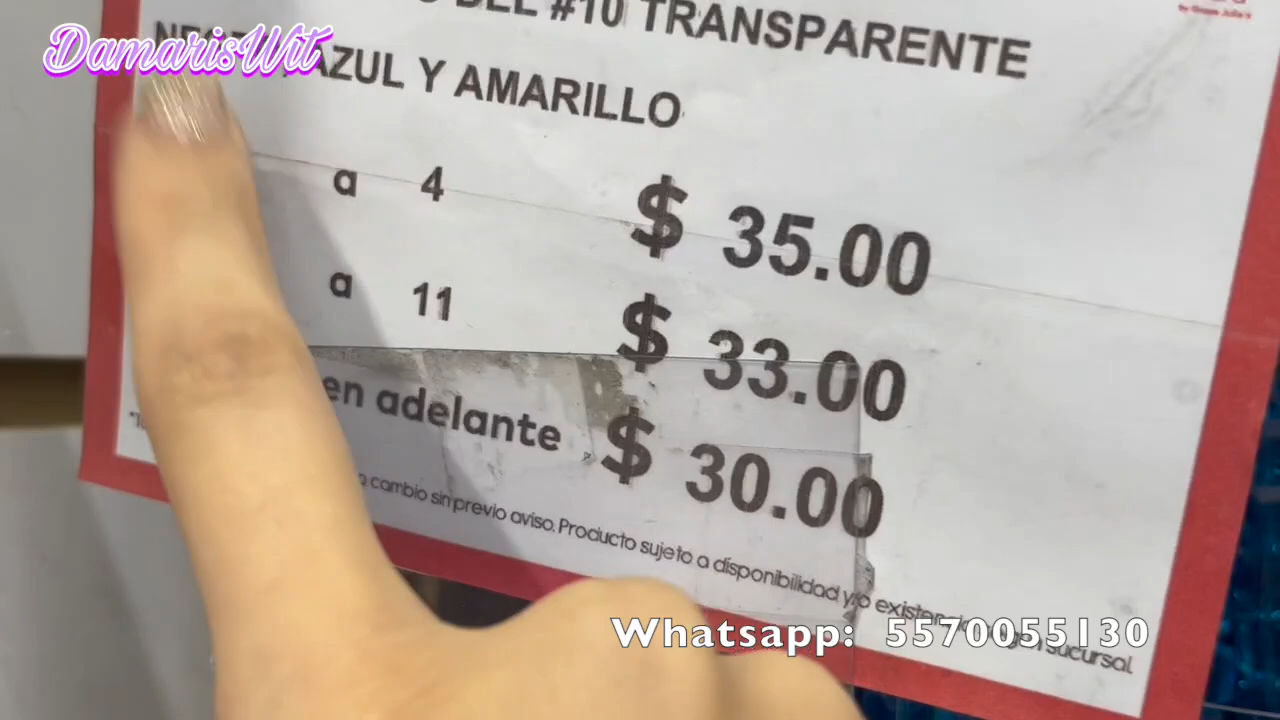 DamarisWit
DEL #10 TRANSPARENTE
AZUL Y AMARILLO
a 4 $ 35.00
a 11 $ 33.00
en adelante $ 30.00
cambio sin previo aviso. Producto sujeto a disponibilidad y/o sucursal.
Whatsapp: 5570055130